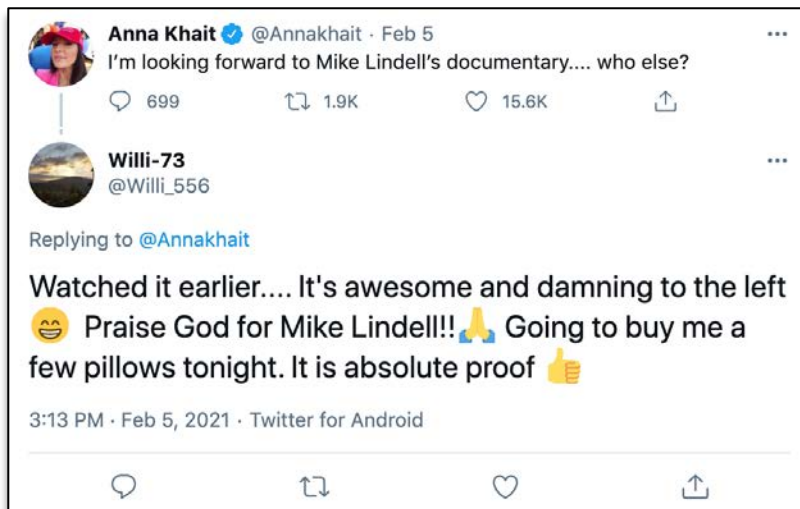 Anna Khait @Annakhait · Feb 5
I'm looking forward to Mike Lindell's documentary.... who else?
699 1.9K 15.6K
Willi-73
@Willi_556
Replying to @Annakhait
Watched it earlier.... It's awesome and damning to the left
😁 Praise God for Mike Lindell!!🙏 Going to buy me a
few pillows tonight. It is absolute proof 👍
3:13 PM · Feb 5, 2021 · Twitter for Android